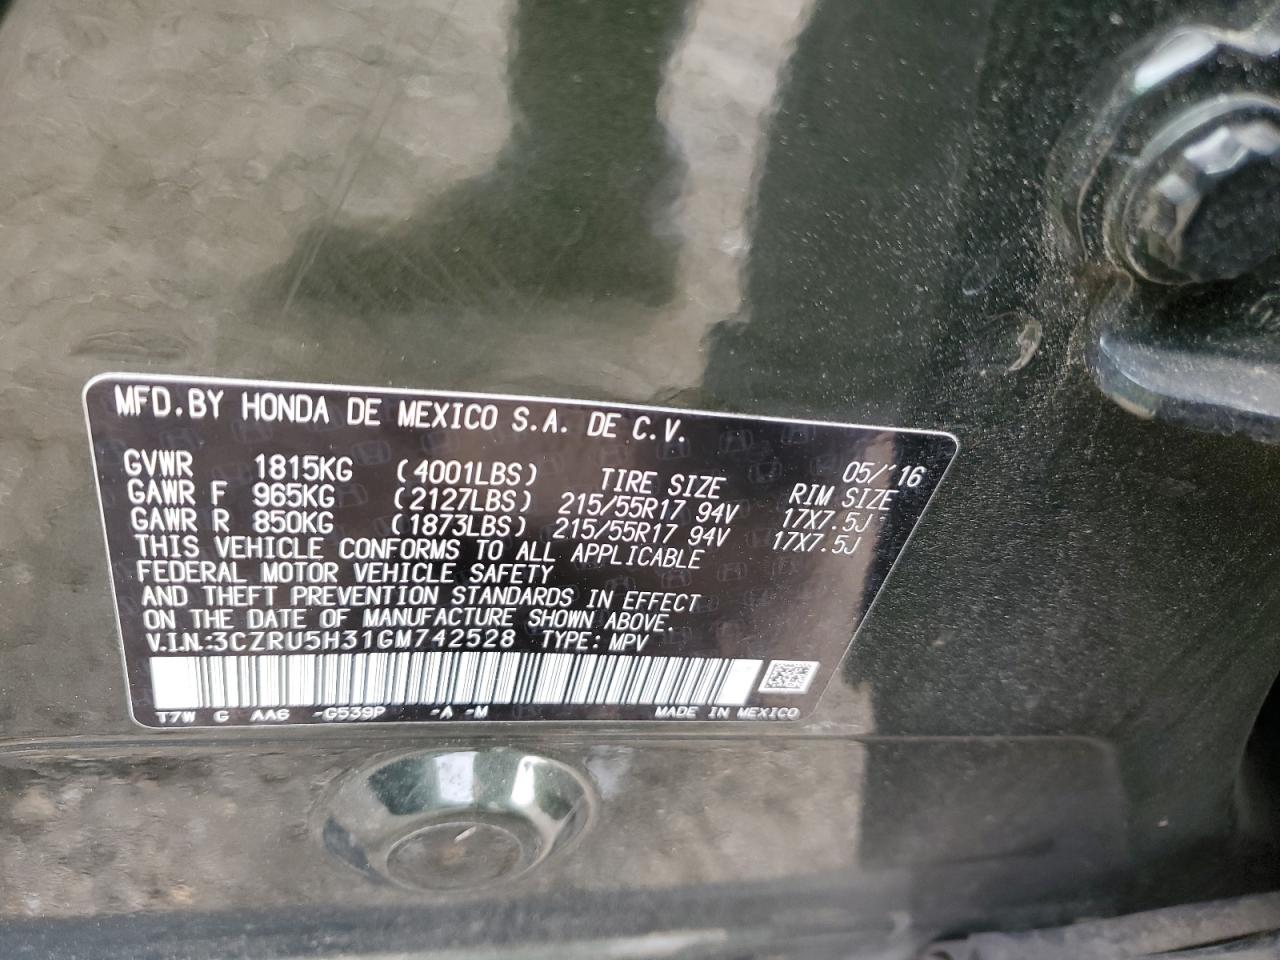 MFD.BY HONDA DE MEXICO S.A. DE C.V.
05/'16
GVWR 1815KG (4001LBS) TIRE SIZE RIM SIZE
GAWR F 965KG (2127LBS) 215/55R17 94V 17X7.5J
GAWR R 850KG (1873LBS) 215/55R17 94V 17X7.5J
THIS VEHICLE CONFORMS TO ALL APPLICABLE
FEDERAL MOTOR VEHICLE SAFETY
AND THEFT PREVENTION STANDARDS IN EFFECT
ON THE DATE OF MANUFACTURE SHOWN ABOVE.
V.I.N.:3CZRU5H31GM742528 TYPE: MPV
T7W G AA6 -G539P -A -M MADE IN MEXICO